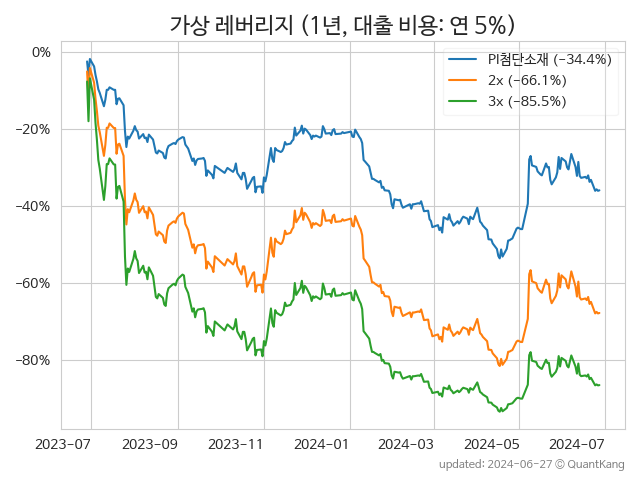 가상 레버리지 (1년, 대출 비용: 연 5%)
PI첨단소재 (−34.4%)
2x (−66.1%)
3x (−85.5%)
0%
−20%
−40%
−60%
−80%
2023-07 2023-09 2023-11 2024-01 2024-03 2024-05 2024-07
updated: 2024-06-27 © QuantKang